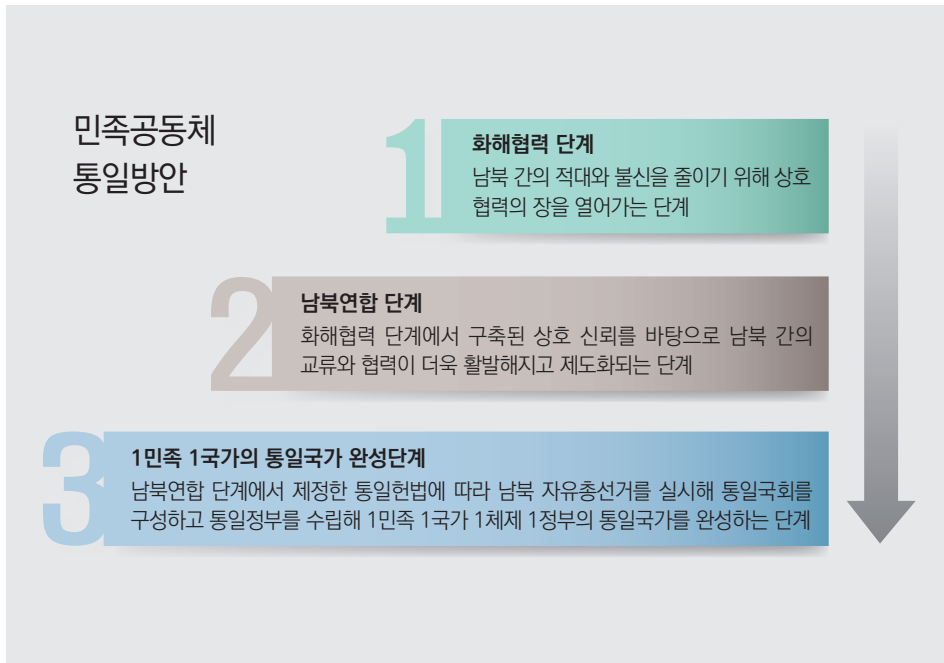 민족공동체
통일방안
1
화해협력 단계
남북 간의 적대와 불신을 줄이기 위해 상호
협력의 장을 열어가는 단계
2
남북연합 단계
화해협력 단계에서 구축된 상호 신뢰를 바탕으로 남북 간의
교류와 협력이 더욱 활발해지고 제도화되는 단계
3
1민족 1국가의 통일국가 완성단계
남북연합 단계에서 제정한 통일헌법에 따라 남북 자유총선거를 실시해 통일국회를
구성하고 통일정부를 수립해 1민족 1국가 1체제 1정부의 통일국가를 완성하는 단계